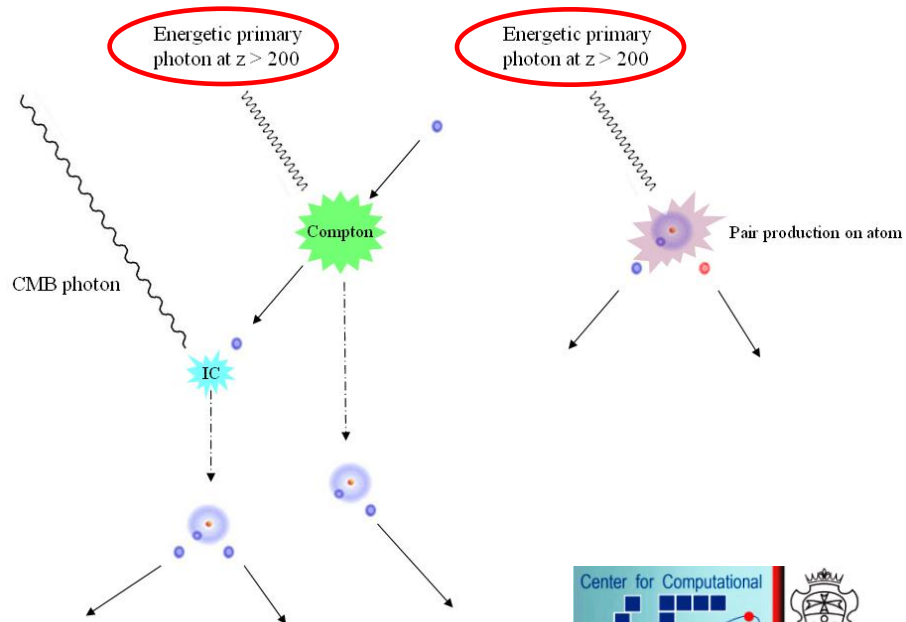 Energetic primary
photon at z > 200
Energetic primary
photon at z > 200
Compton
Pair production on atom
CMB photon
IC
Center for Computational